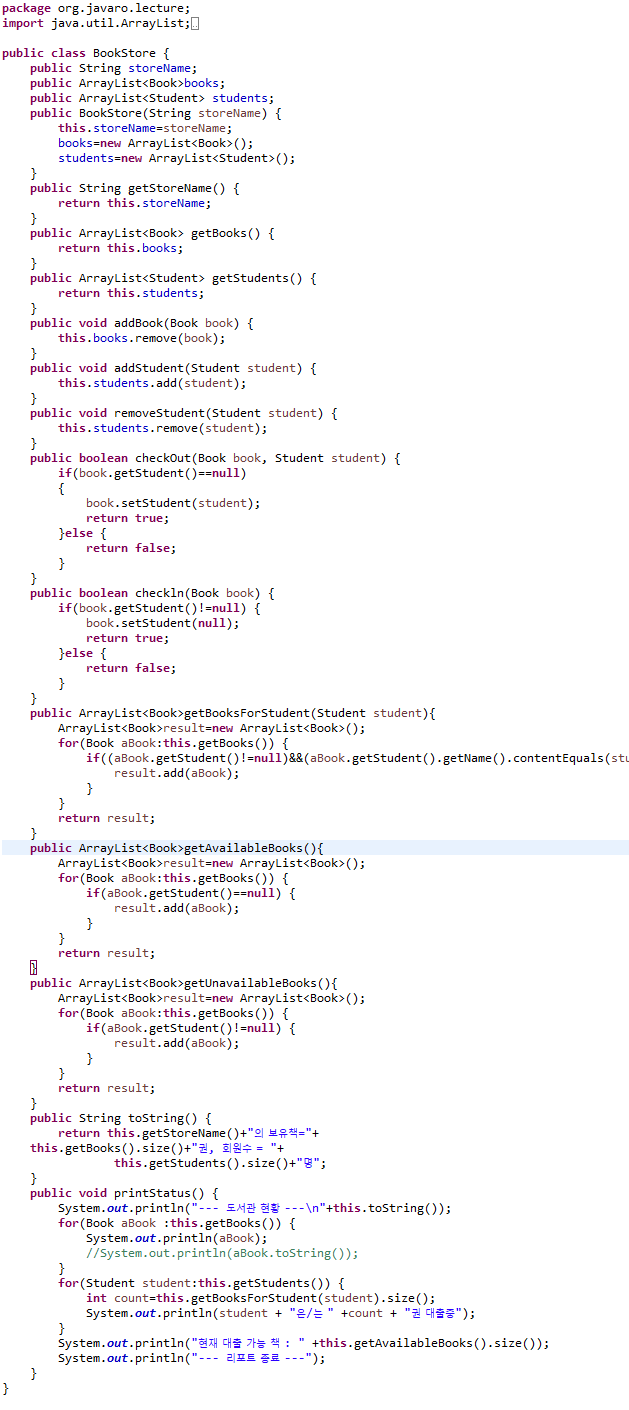 package org.javaro.lecture;
import java.util.ArrayList;

public class BookStore {
    public String storeName;
    public ArrayList<Book>books;
    public ArrayList<Student> students;
    public BookStore(String storeName) {
        this.storeName=storeName;
        books=new ArrayList<Book>();
        students=new ArrayList<Student>();
    }
    public String getStoreName() {
        return this.storeName;
    }
    public ArrayList<Book> getBooks() {
        return this.books;
    }
    public ArrayList<Student> getStudents() {
        return this.students;
    }
    public void addBook(Book book) {
        this.books.remove(book);
    }
    public void addStudent(Student student) {
        this.students.add(student);
    }
    public void removeStudent(Student student) {
        this.students.remove(student);
    }
    public boolean checkOut(Book book, Student student) {
        if(book.getStudent()==null)
        {
            book.setStudent(student);
            return true;
        }else {
            return false;
        }
    }
    public boolean checkln(Book book) {
        if(book.getStudent()!=null) {
            book.setStudent(null);
            return true;
        }else {
            return false;
        }
    }
    public ArrayList<Book>getBooksForStudent(Student student){
        ArrayList<Book>result=new ArrayList<Book>();
        for(Book aBook:this.getBooks()) {
            if((aBook.getStudent()!=null)&&(aBook.getStudent().getName().contentEquals(stu
                result.add(aBook);
            }
        }
        return result;
    }
    public ArrayList<Book>getAvailableBooks(){
        ArrayList<Book>result=new ArrayList<Book>();
        for(Book aBook:this.getBooks()) {
            if(aBook.getStudent()==null) {
                result.add(aBook);
            }
        }
        return result;
    }
    public ArrayList<Book>getUnavailableBooks(){
        ArrayList<Book>result=new ArrayList<Book>();
        for(Book aBook:this.getBooks()) {
            if(aBook.getStudent()!=null) {
                result.add(aBook);
            }
        }
        return result;
    }
    public String toString() {
        return this.getStoreName()+"의 보유책="+
    this.getBooks().size()+"권, 회원수 = "+
                this.getStudents().size()+"명";
    }
    public void printStatus() {
        System.out.println("--- 도서관 현황 ---\n"+this.toString());
        for(Book aBook :this.getBooks()) {
            System.out.println(aBook);
            //System.out.println(aBook.toString());
        }
        for(Student student:this.getStudents()) {
            int count=this.getBooksForStudent(student).size();
            System.out.println(student + "은/는 " +count + "권 대출중");
        }
        System.out.println("현재 대출 가능 책 : " +this.getAvailableBooks().size());
        System.out.println("--- 리포트 종료 ---");
    }
}